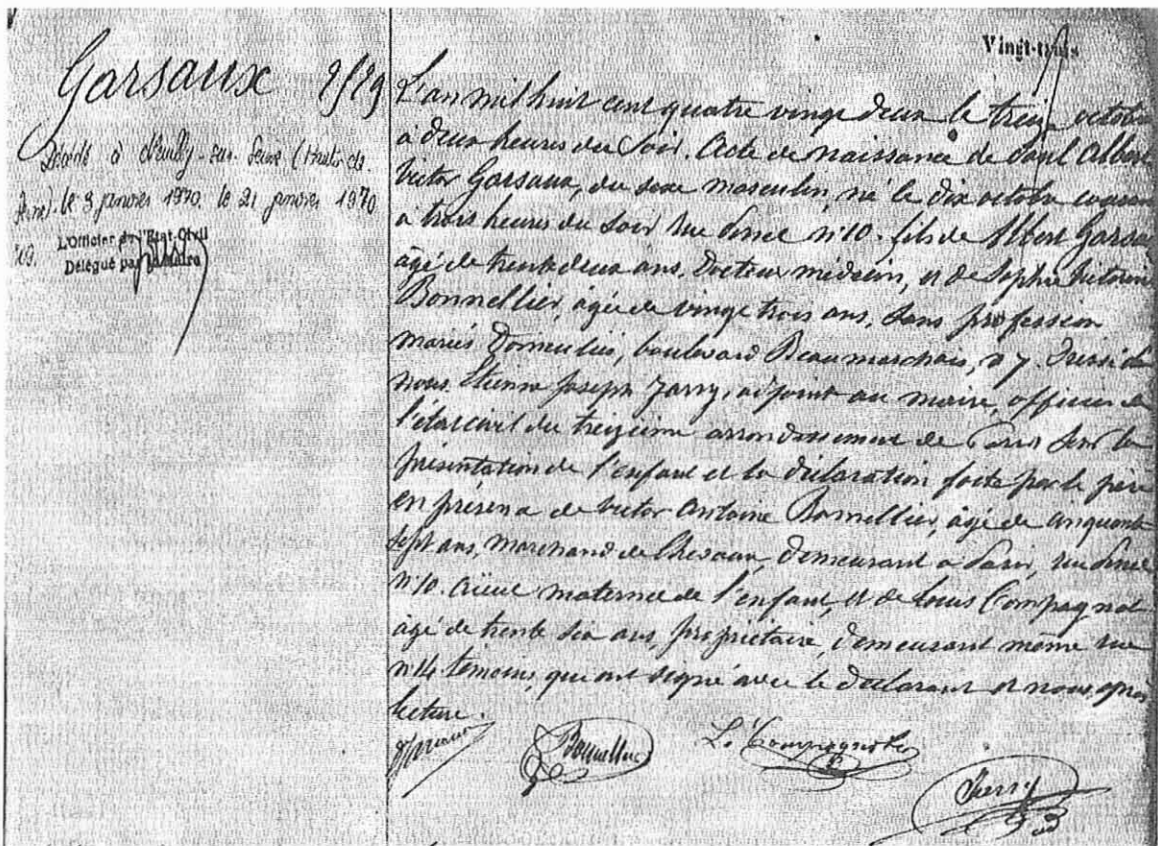 Vingt-trois
Garsaux 2529
Décédé à Neuilly-sur-Seine (Hauts-de-
Seine) le 3 janvier 1970. le 21 janvier 1970
L'Officier de l'Etat-Civil
Délégué par le Maire
L'an mil huit cent quatre vingt deux le treize octobre
à deux heures du soir. Acte de naissance de Paul Albert
Victor Garsaux, du sexe masculin, né le dix octobre courant
à trois heures du soir rue n°10. fils de Albert Garsaux
âgé de trente deux ans, Docteur médecin, et de Sophie Victorine
Bonnellier, âgée de vingt trois ans, sans profession
mariés Domiciliés, boulevard Beaumarchais, n 7. Dressé par
nous Etienne Joseph Jarry, adjoint au maire, officier de
l'état civil du treizième arrondissement de Paris sur la
présentation de l'enfant et la déclaration faite par le père
en présence de Victor Antoine Bonnellier, âgé de cinquante
sept ans, marchand de chevaux, demeurant à Paris, rue
n°10. aïeul maternel de l'enfant, et de Louis Compagnol
âgé de trente six ans, propriétaire, demeurant même rue
n°14 témoins, qui ont signé avec le déclarant et nous après
lecture.
Bonnellier
L. Compagnol
Jarry